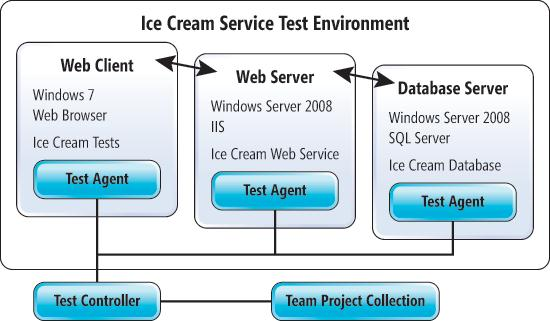 Ice Cream Service Test Environment
Web Client
Windows 7
Web Browser
Ice Cream Tests
Test Agent
Web Server
Windows Server 2008
IIS
Ice Cream Web Service
Test Agent
Database Server
Windows Server 2008
SQL Server
Ice Cream Database
Test Agent
Test Controller
Team Project Collection